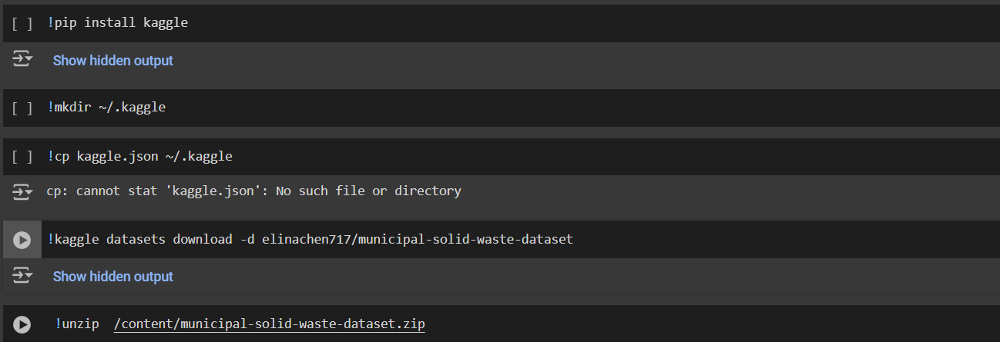 [ ] !pip install kaggle
Show hidden output
[ ] !mkdir ~/.kaggle
[ ] !cp kaggle.json ~/.kaggle
cp: cannot stat 'kaggle.json': No such file or directory
!kaggle datasets download -d elinachen717/municipal-solid-waste-dataset
Show hidden output
!unzip  /content/municipal-solid-waste-dataset.zip